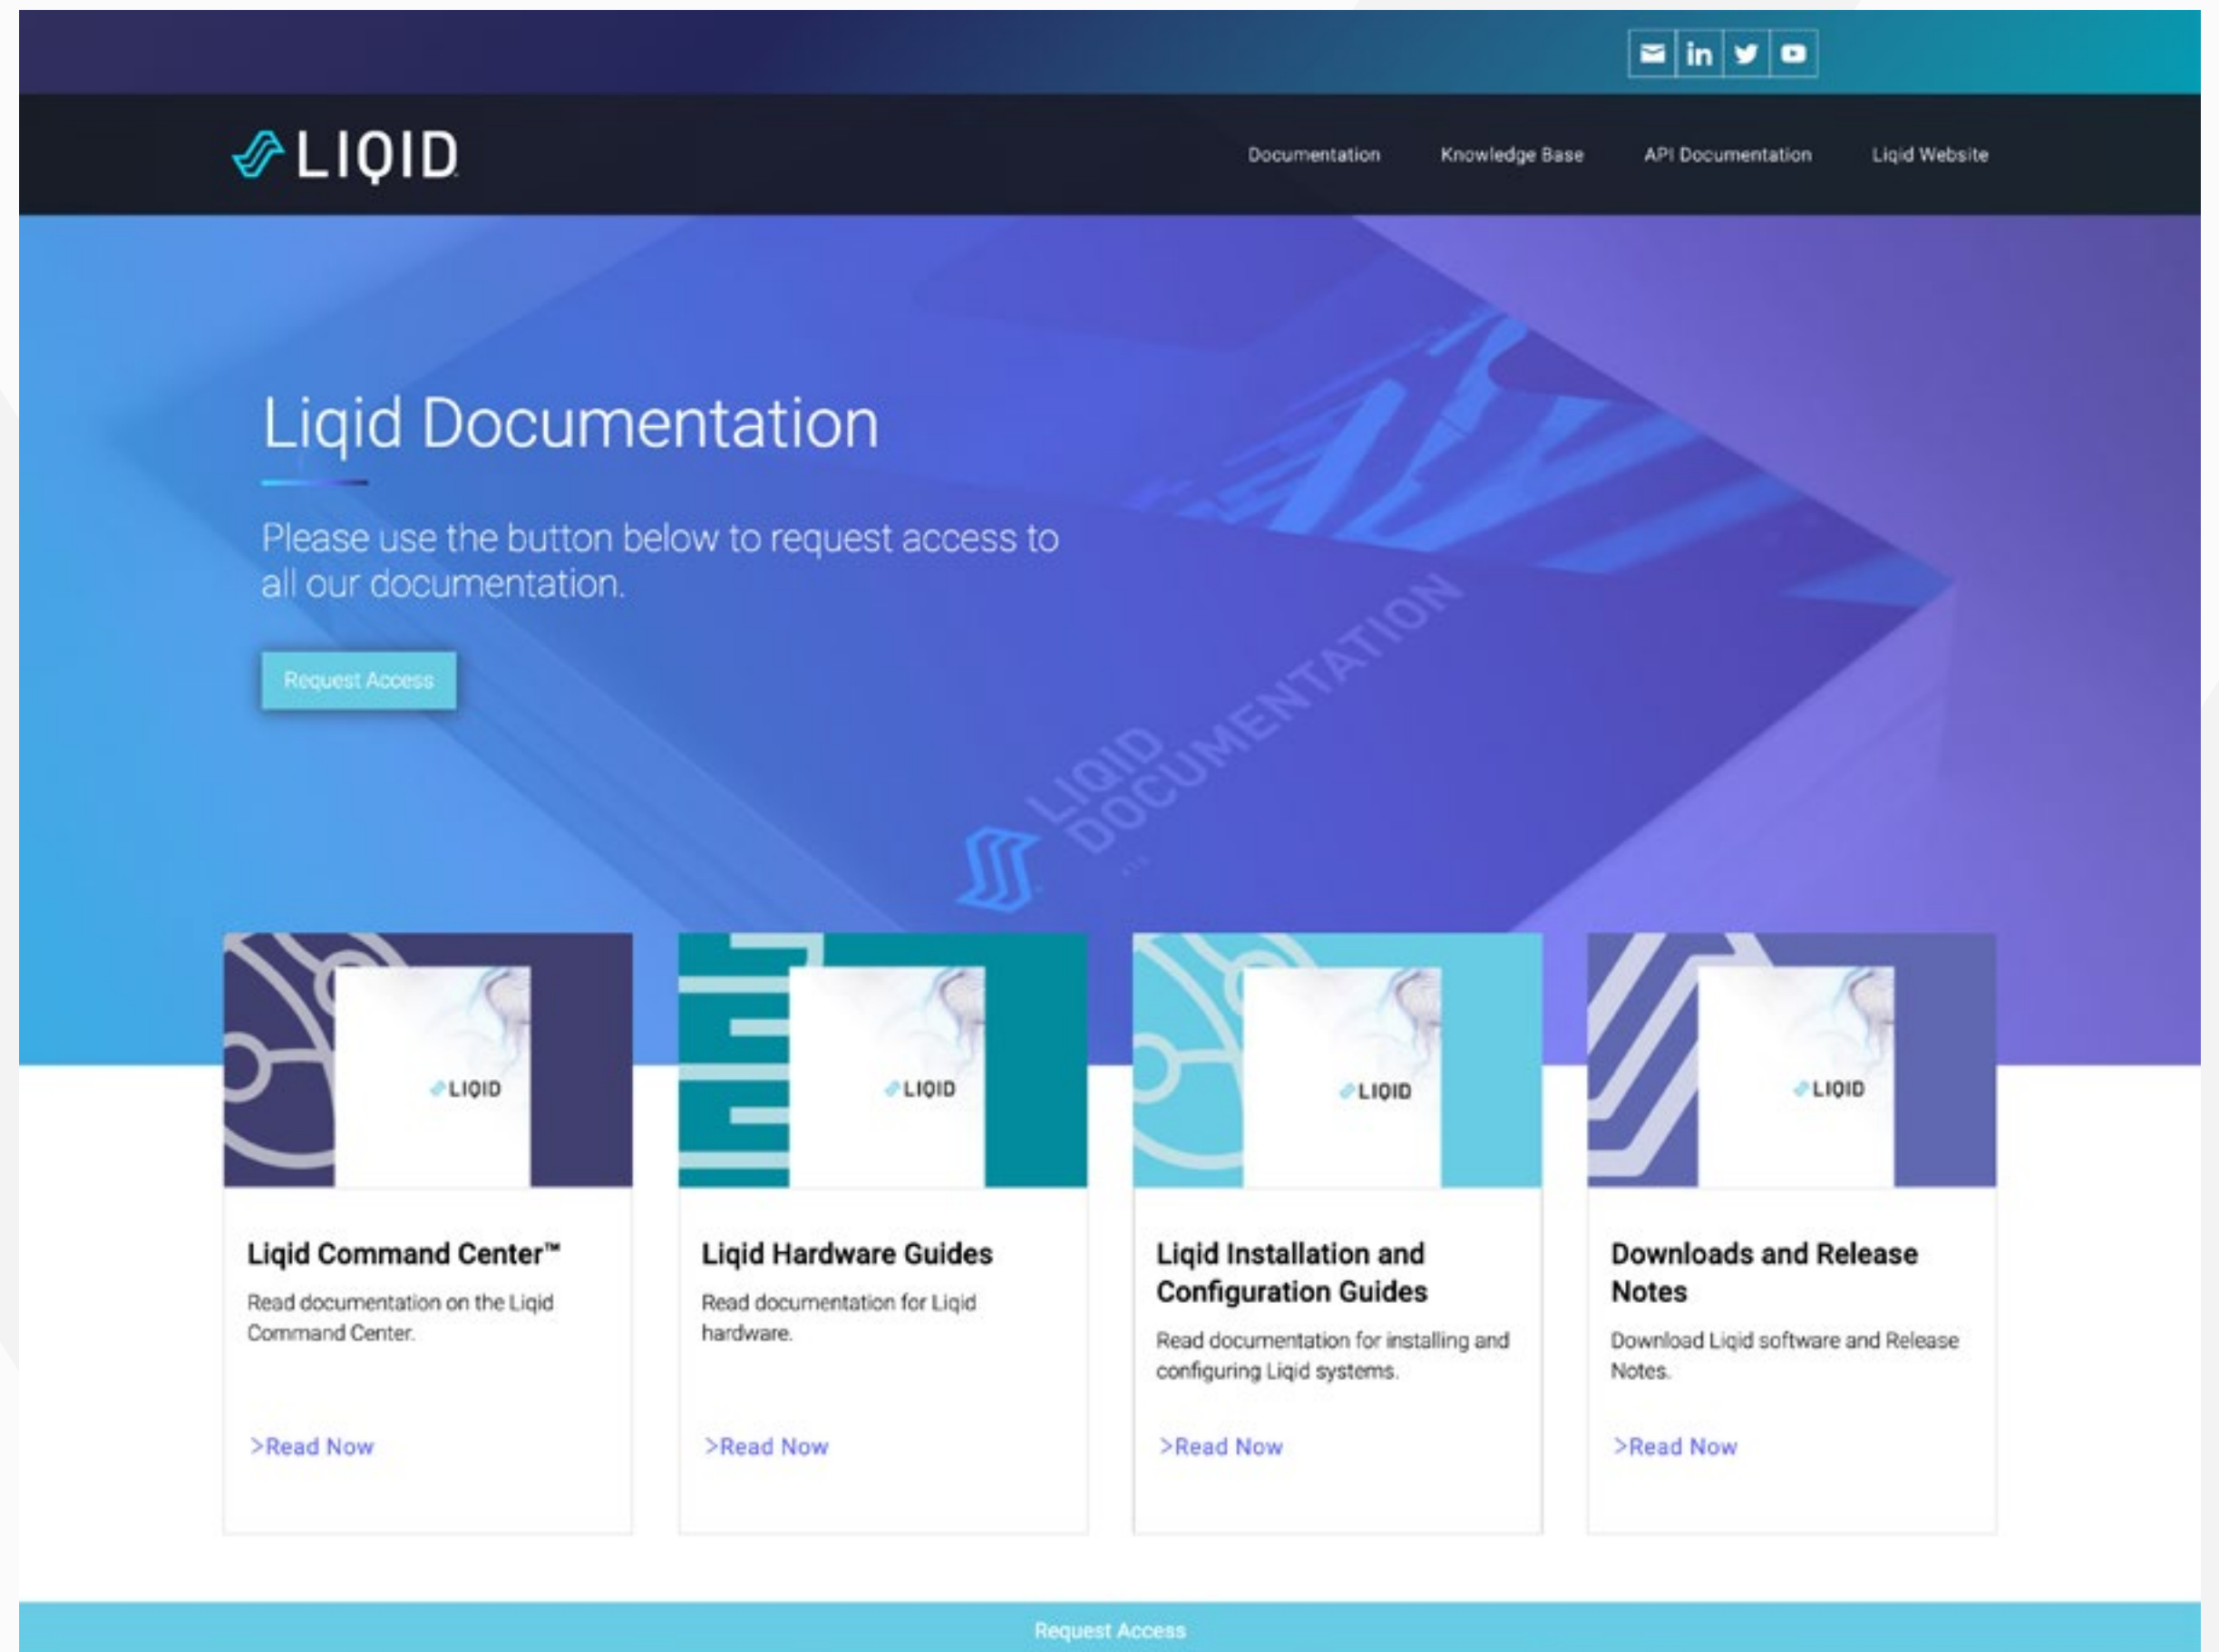 in
LIQID
Documentation
Knowledge Base
API Documentation
Liqid Website
Liqid Documentation
Please use the button below to request access to
all our documentation.
Request Access
LIQID
DOCUMENTATION
LIQID
LIQID
LIQID
LIQID
Liqid Command Center™
Read documentation on the Liqid
Command Center.
>Read Now
Liqid Hardware Guides
Read documentation for Liqid
hardware.
>Read Now
Liqid Installation and
Configuration Guides
Read documentation for installing and
configuring Liqid systems.
>Read Now
Downloads and Release
Notes
Download Liqid software and Release
Notes.
>Read Now
Request Access